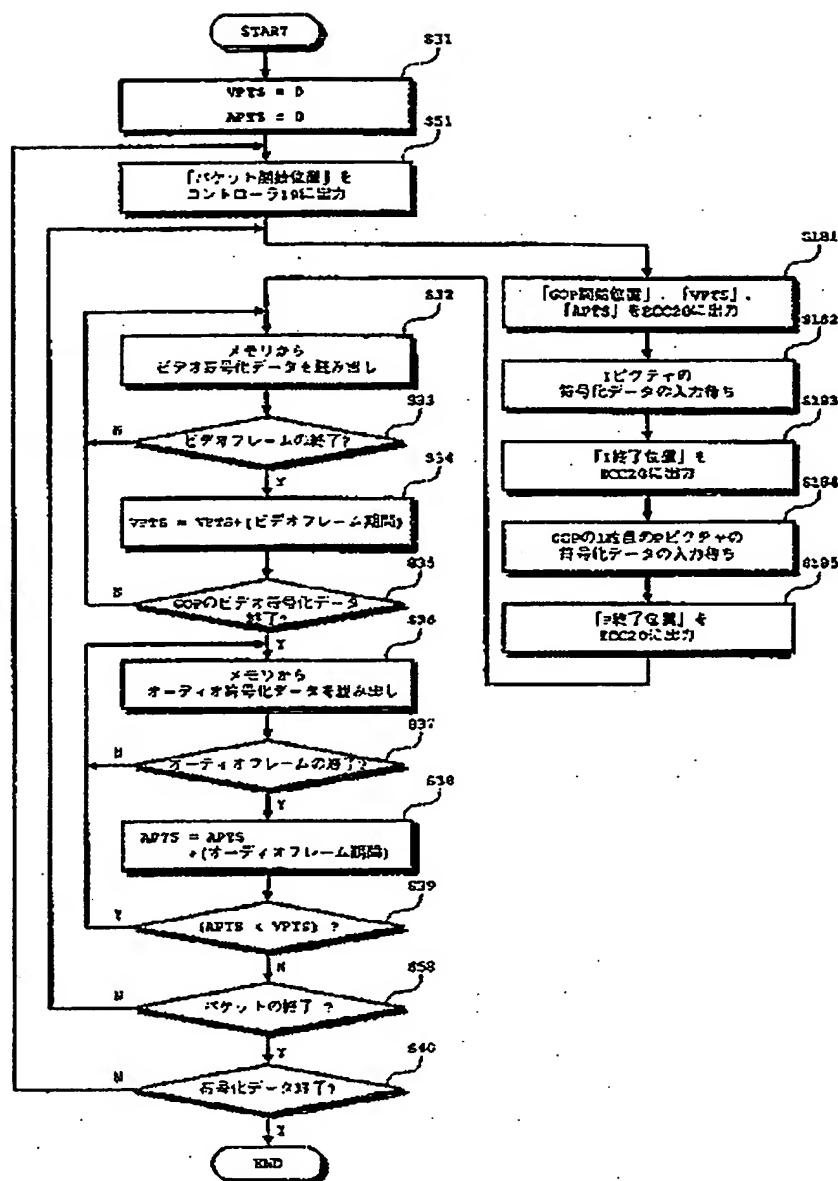 START
S31
VPTS = 0
APTS = 0
S51
「パケット開始位置」を
コントローラ19に出力
S181
「GOP開始位置」、「VPTS」、
「APTS」をECC20に出力
S182
Iピクティの
符号化データの入力待ち
S183
「I終了位置」を
ECC20に出力
S184
GOPの1枚目のPピクチャの
符号化データの入力待ち
S185
「P終了位置」を
ECC20に出力
S32
メモリから
ビデオ符号化データを読み出し
S33
ビデオフレームの終了?
N
Y
S34
VPTS = VPTS+(ビデオフレーム期間)
S35
GOPのビデオ符号化データ
終了?
N
Y
S36
メモリから
オーディオ符号化データを読み出し
S37
オーディオフレームの終了?
N
Y
S38
APTS = APTS
+(オーディオフレーム期間)
S39
(APTS < VPTS) ?
Y
N
S58
パケットの終了 ?
N
Y
S40
符号化データ終了?
N
Y
END